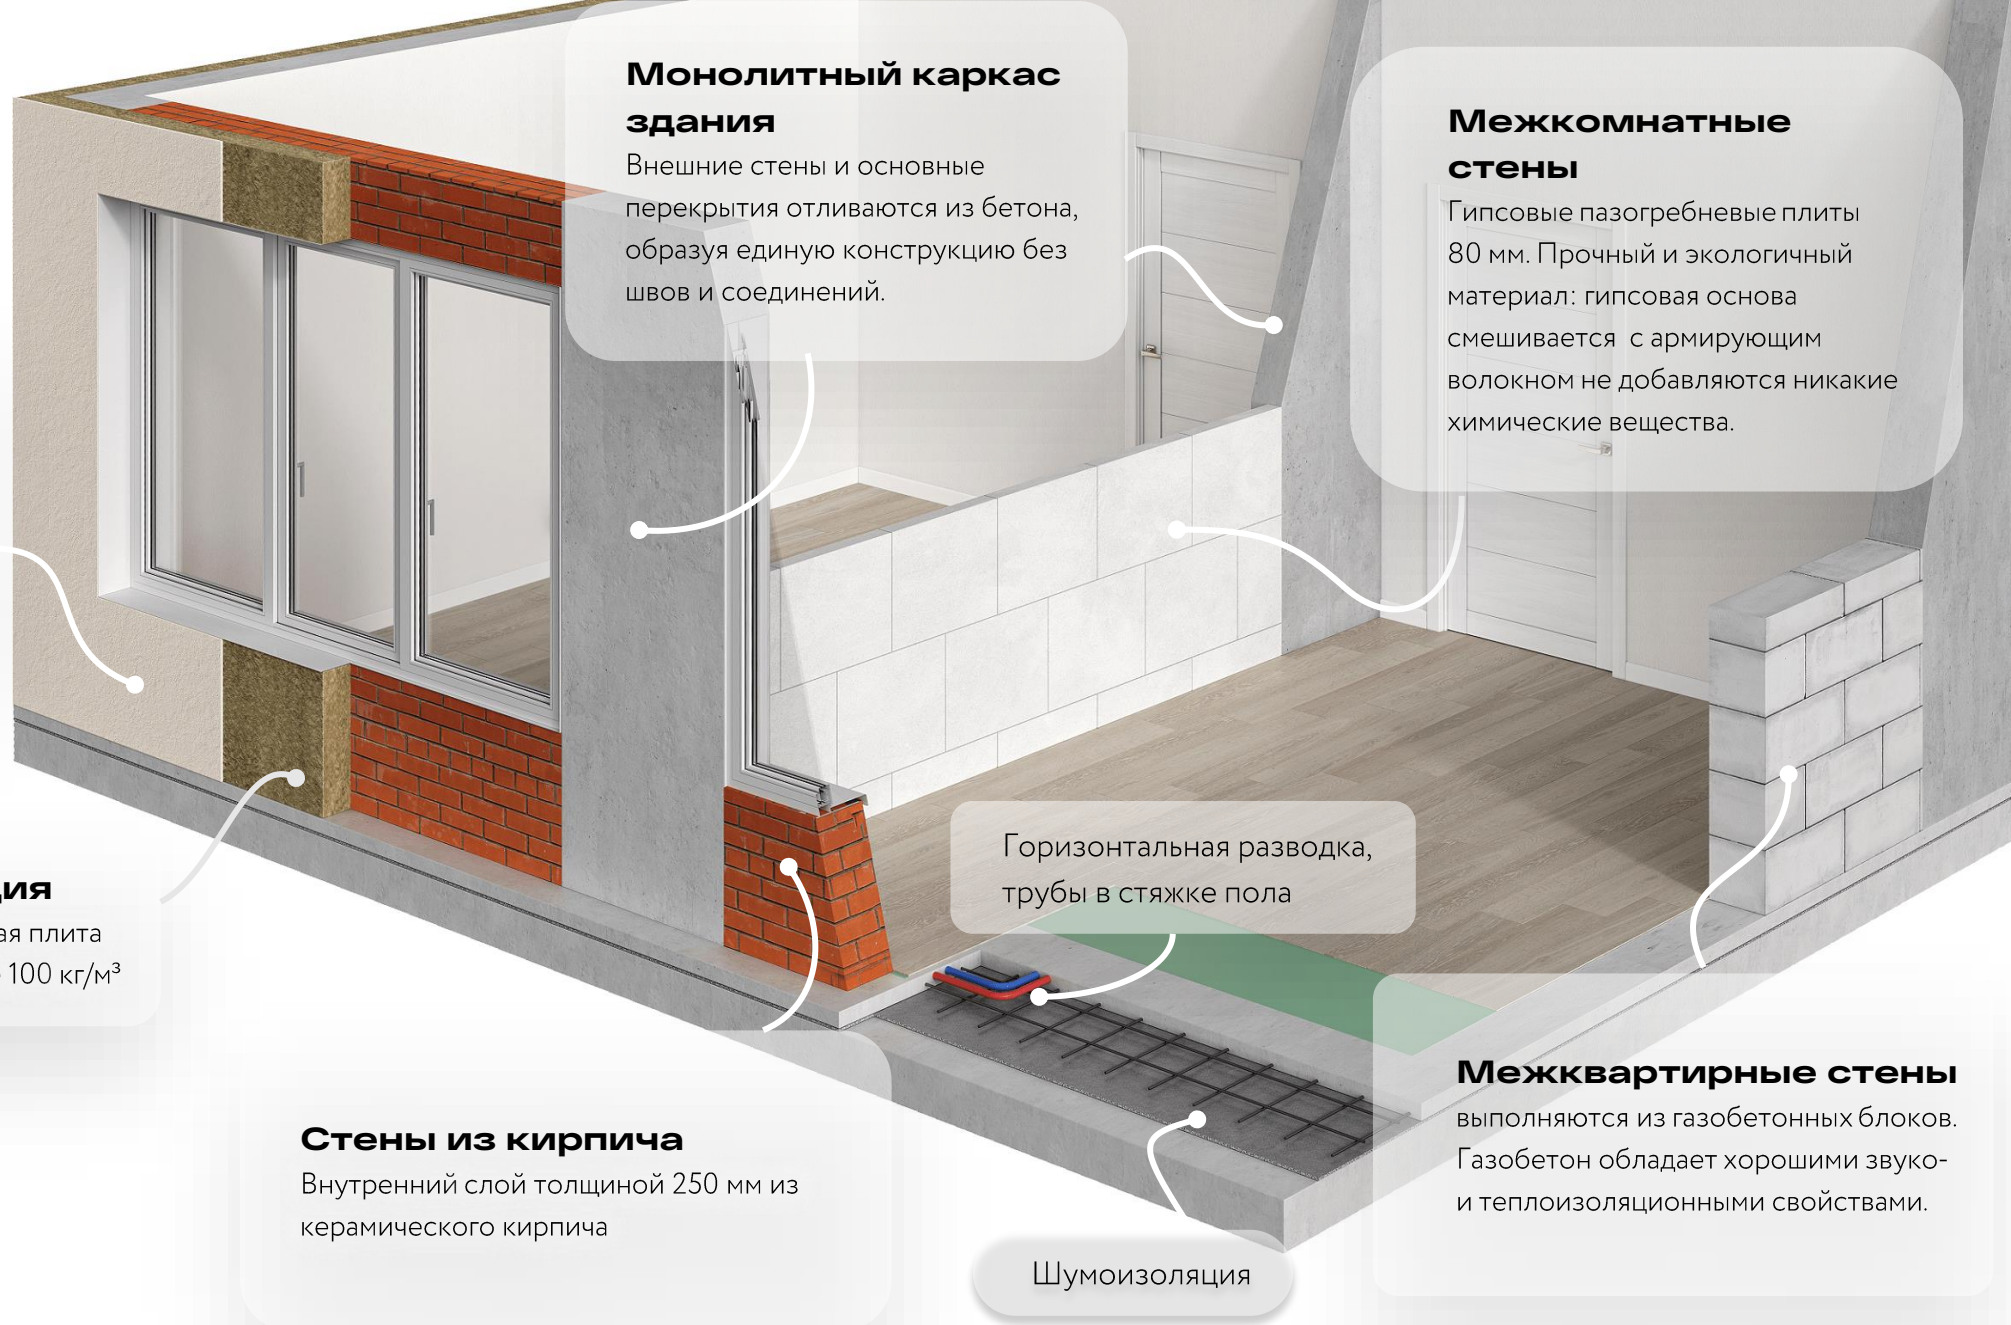 Монолитный каркас
здания
Внешние стены и основные
перекрытия отливаются из бетона,
образуя единую конструкцию без
швов и соединений.
Межкомнатные
стены
Гипсовые пазогребневые плиты
80 мм. Прочный и экологичный
материал: гипсовая основа
смешивается с армирующим
волокном не добавляются никакие
химические вещества.
Горизонтальная разводка,
трубы в стяжке пола
плита
100 кг/м³
Стены из кирпича
Внутренний слой толщиной 250 мм из
керамического кирпича
Шумоизоляция
Межквартирные стены
выполняются из газобетонных блоков.
Газобетон обладает хорошими звуко-
и теплоизоляционными свойствами.